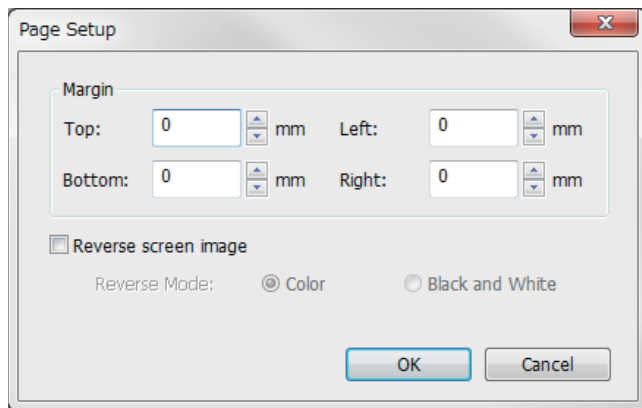 Page Setup
Margin
Top: 0 mm Left: 0 mm
Bottom: 0 mm Right: 0 mm
Reverse screen image
Reverse Mode: Color Black and White
OK Cancel